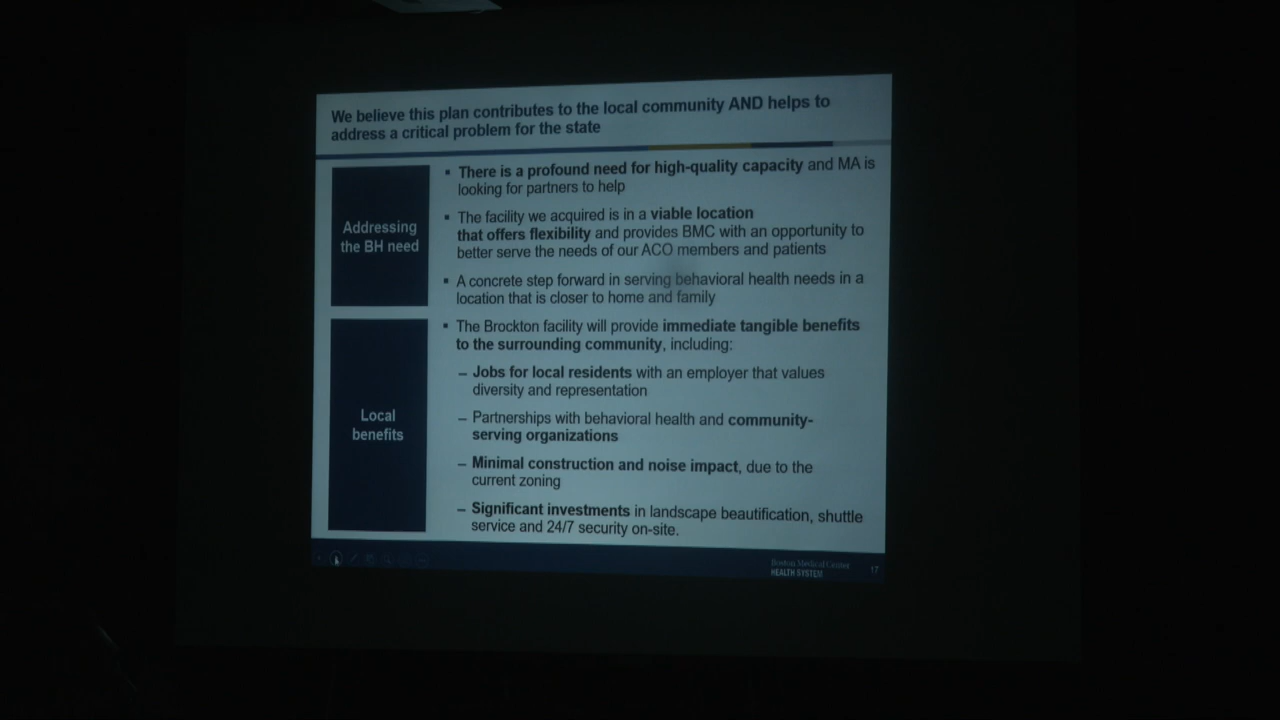 We believe this plan contributes to the local community AND helps to
address a critical problem for the state
Addressing
the BH need
▪ There is a profound need for high-quality capacity and MA is
looking for partners to help
▪ The facility we acquired is in a viable location
that offers flexibility and provides BMC with an opportunity to
better serve the needs of our ACO members and patients
▪ A concrete step forward in serving behavioral health needs in a
location that is closer to home and family
Local
benefits
▪ The Brockton facility will provide immediate tangible benefits
to the surrounding community, including:
– Jobs for local residents with an employer that values
diversity and representation
– Partnerships with behavioral health and community-
serving organizations
– Minimal construction and noise impact, due to the
current zoning
– Significant investments in landscape beautification, shuttle
service and 24/7 security on-site.
Boston Medical Center
HEALTH SYSTEM
17